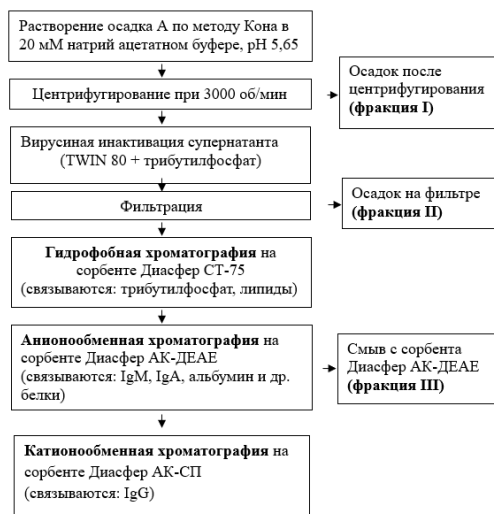 Растворение осадка А по методу Кона в
20 мМ натрий ацетатном буфере, pH 5,65
Центрифугирование при 3000 об/мин
Осадок после
центрифугирования
(фракция I)
Вирусиная инактивация супернатанта
(TWIN 80 + трибутилфосфат)
Фильтрация
Осадок на фильтре
(фракция II)
Гидрофобная хроматография на
сорбенте Диасфер СТ-75
(связываются: трибутилфосфат, липиды)
Анионообменная хроматография на
сорбенте Диасфер АК-ДЕАЕ
(связываются: IgM, IgA, альбумин и др.
белки)
Смыв с сорбента
Диасфер АК-ДЕАЕ
(фракция III)
Катионообменная хроматография на
сорбенте Диасфер АК-СП
(связываются: IgG)